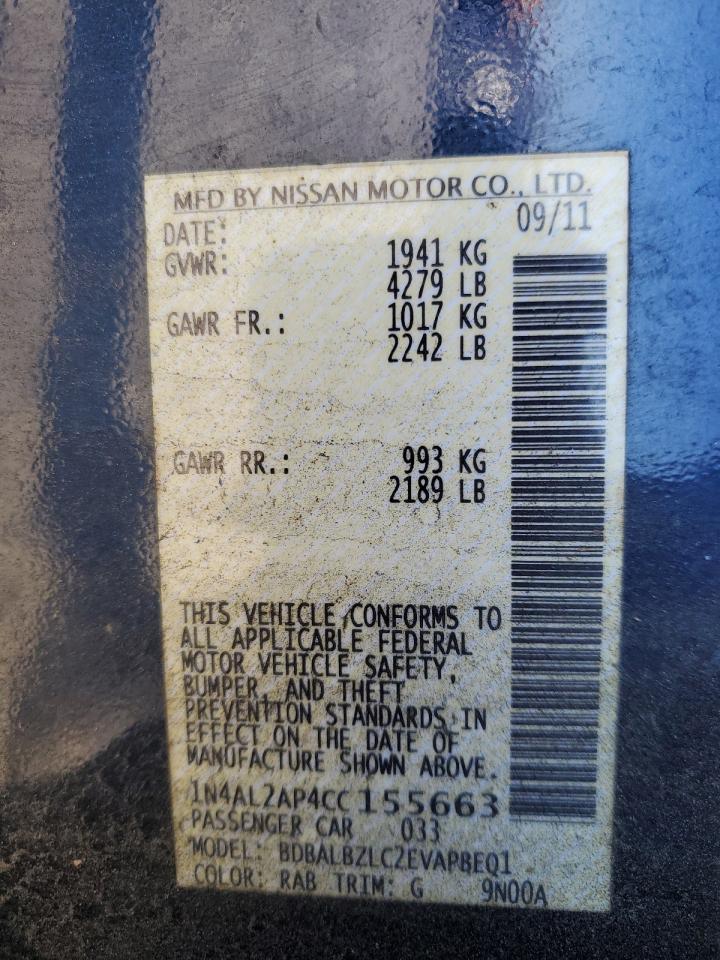 MFD BY NISSAN MOTOR CO., LTD.
DATE: 09/11
GVWR: 1941 KG
4279 LB
GAWR FR.: 1017 KG
2242 LB
GAWR RR.: 993 KG
2189 LB
THIS VEHICLE CONFORMS TO
ALL APPLICABLE FEDERAL
MOTOR VEHICLE SAFETY,
BUMPER, AND THEFT
PREVENTION STANDARDS IN
EFFECT ON THE DATE OF
MANUFACTURE SHOWN ABOVE.
1N4AL2AP4CC155663
PASSENGER CAR 033
MODEL: BDBALBZLC2EVAPBEQ1
COLOR: RAB TRIM: G 9N00A